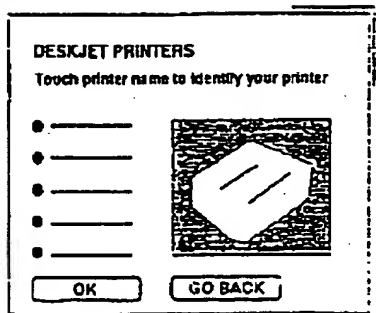 DESKJET PRINTERS
Touch printer name to identify your printer
OK
GO BACK